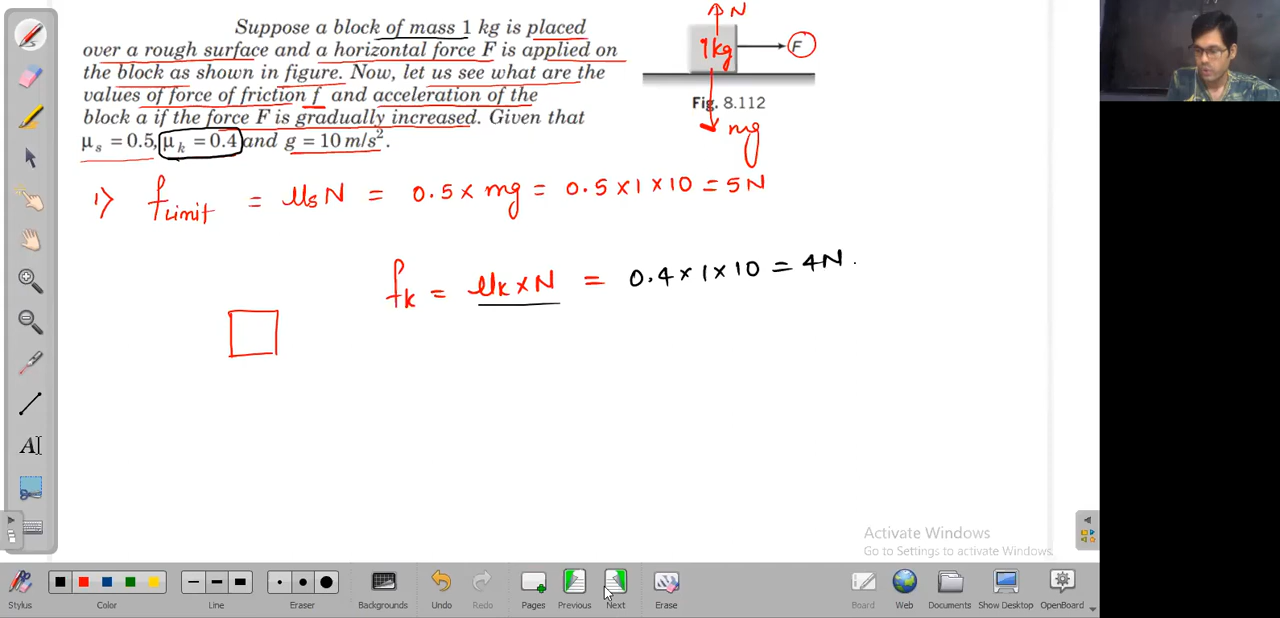 Suppose a block of mass 1 kg is placed
over a rough surface and a horizontal force F is applied on
the block as shown in figure. Now, let us see what are the
values of force of friction f and acceleration of the
block a if the force F is gradually increased. Given that
μs = 0.5, μk = 0.4 and g = 10 m/s².
N
1kg
F
Fig. 8.112
mg
1) fLimit = μsN = 0.5 × mg = 0.5×1×10 = 5N
fk = μk × N = 0.4×1×10 = 4N.
Activate Windows
Go to Settings to activate Windows.
Stylus
Color
Line
Eraser
Backgrounds
Undo
Redo
Pages
Previous
Next
Erase
Board
Web
Documents
Show Desktop
OpenBoard